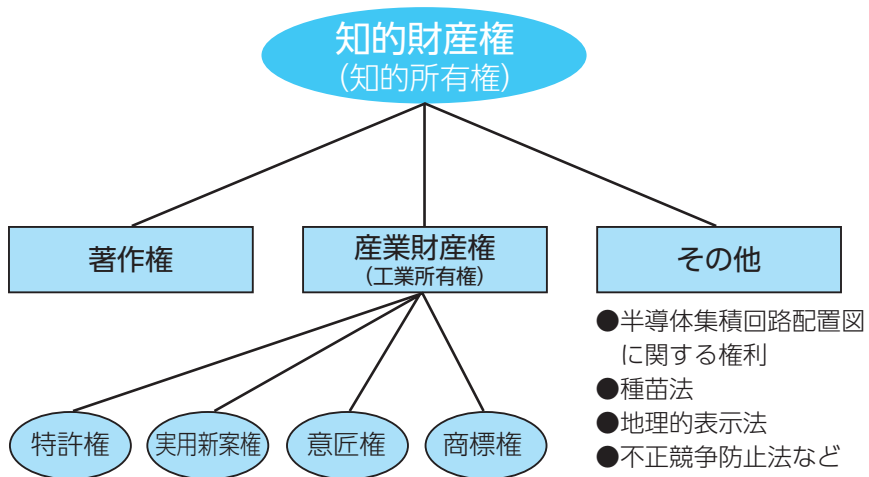 知的財産権
（知的所有権）
著作権
産業財産権
（工業所有権）
その他
●半導体集積回路配置図
に関する権利
●種苗法
●地理的表示法
●不正競争防止法など
特許権
実用新案権
意匠権
商標権